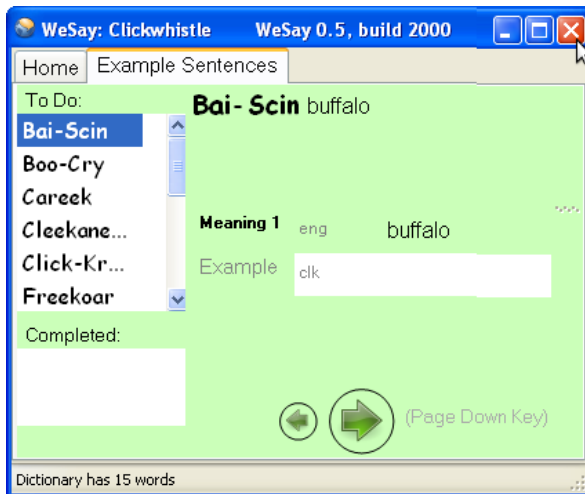 WeSay: Clickwhistle WeSay 0.5, build 2000
Home Example Sentences
To Do:
Bai-Scin
Boo-Cry
Careek
Cleekane...
Click-Kr...
Freekoar
Completed:
Bai-Scin buffalo
Meaning 1 eng buffalo
Example clk
(Page Down Key)
Dictionary has 15 words